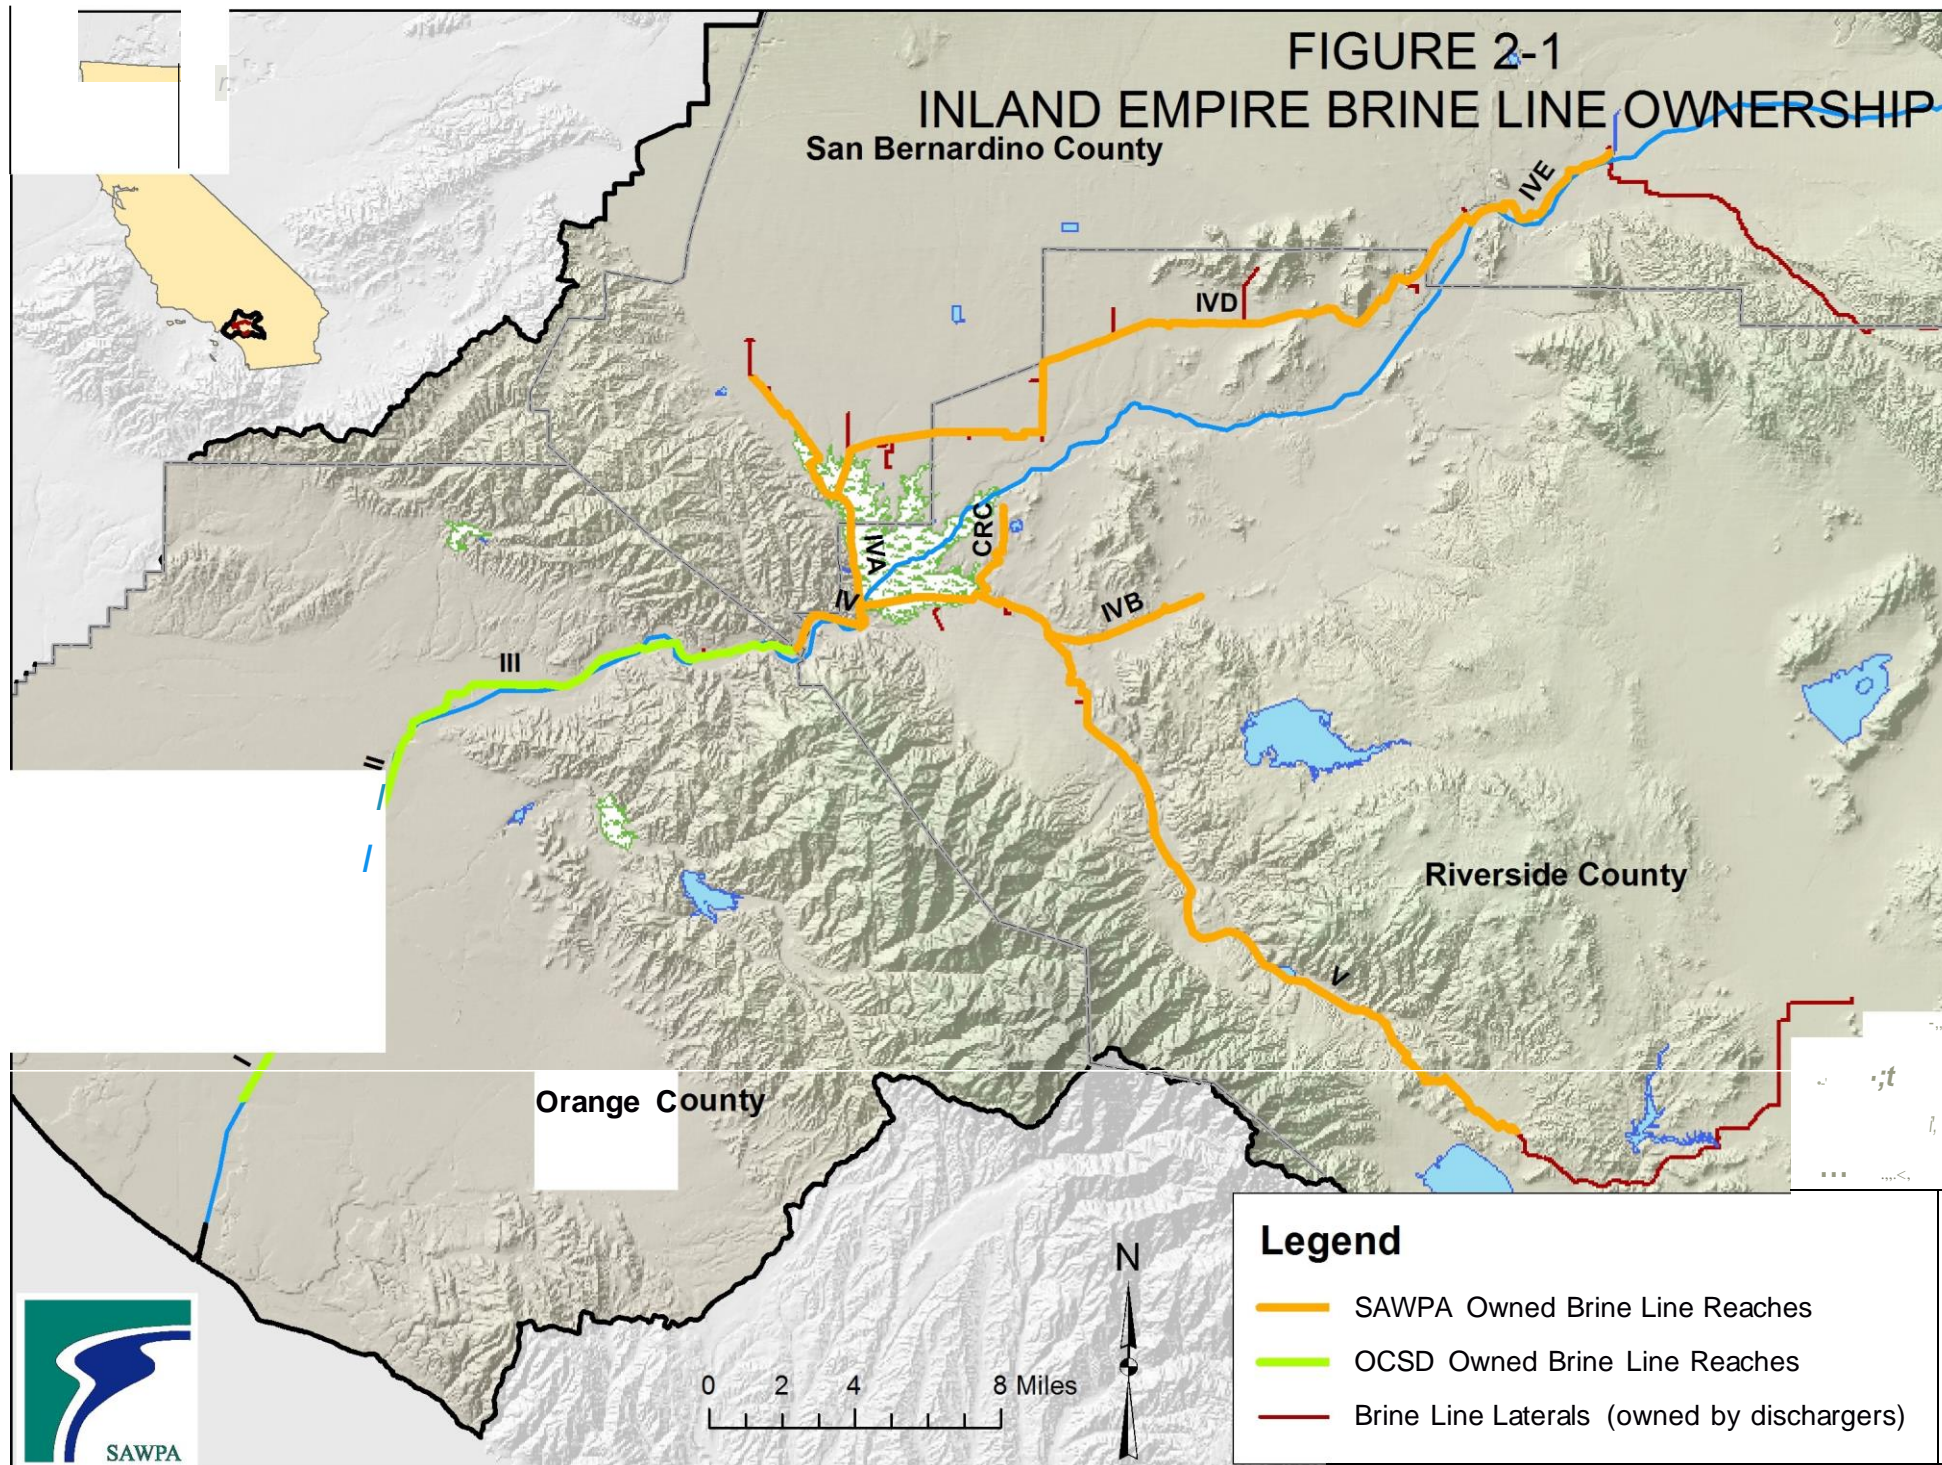 FIGURE 2-1
INLAND EMPIRE BRINE LINE OWNERSHIP
San Bernardino County
IVE
IVD
CRC
IVA
IV
IVB
III
II
Riverside County
V
I
Orange County
N
0 2 4 8 Miles
Legend
SAWPA Owned Brine Line Reaches
OCSD Owned Brine Line Reaches
Brine Line Laterals (owned by dischargers)
SAWPA